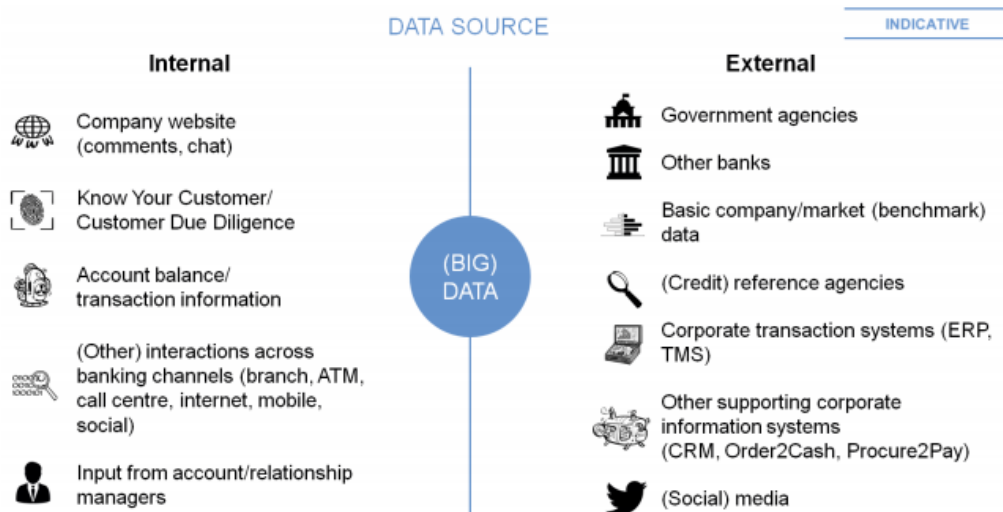 DATA SOURCE
INDICATIVE
Internal
Company website
(comments, chat)
Know Your Customer/
Customer Due Diligence
Account balance/
transaction information
(Other) interactions across
banking channels (branch, ATM,
call centre, internet, mobile,
social)
Input from account/relationship
managers
(BIG)
DATA
External
Government agencies
Other banks
Basic company/market (benchmark)
data
(Credit) reference agencies
Corporate transaction systems (ERP,
TMS)
Other supporting corporate
information systems
(CRM, Order2Cash, Procure2Pay)
(Social) media